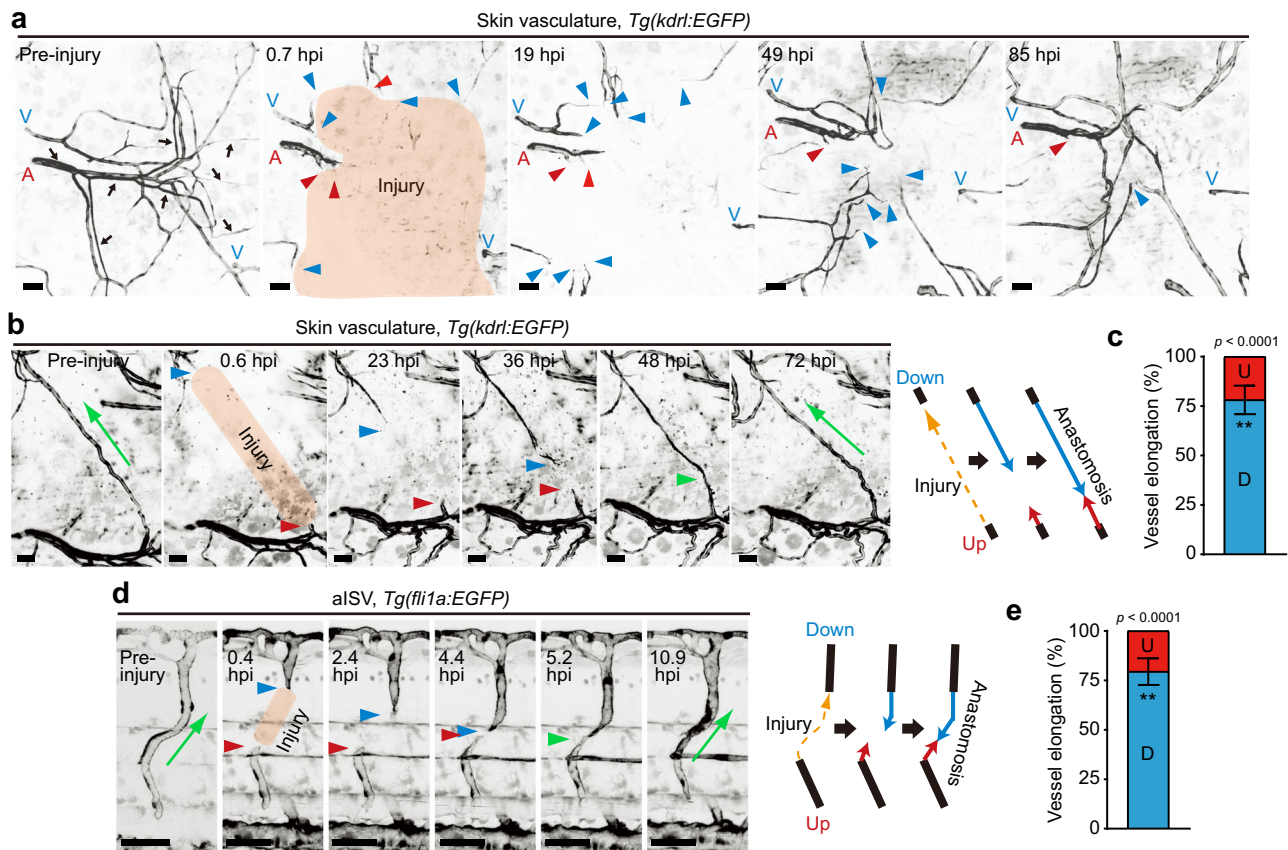 a
Skin vasculature, Tg(kdrl:EGFP)
Pre-injury
V
A
V
0.7 hpi
V
A
Injury
V
19 hpi
V
A
V
49 hpi
V
A
V
85 hpi
V
A
V
b
Skin vasculature, Tg(kdrl:EGFP)
Pre-injury
0.6 hpi
Injury
23 hpi
36 hpi
48 hpi
72 hpi
Down
Injury
Up
Anastomosis
c
p < 0.0001
Vessel elongation (%)
100
75
50
25
0
U
**
D
d
aISV, Tg(fli1a:EGFP)
Pre-
injury
0.4
hpi
Injury
2.4
hpi
4.4
hpi
5.2
hpi
10.9
hpi
Down
Injury
Up
Anastomosis
e
p < 0.0001
Vessel elongation (%)
100
75
50
25
0
U
**
D